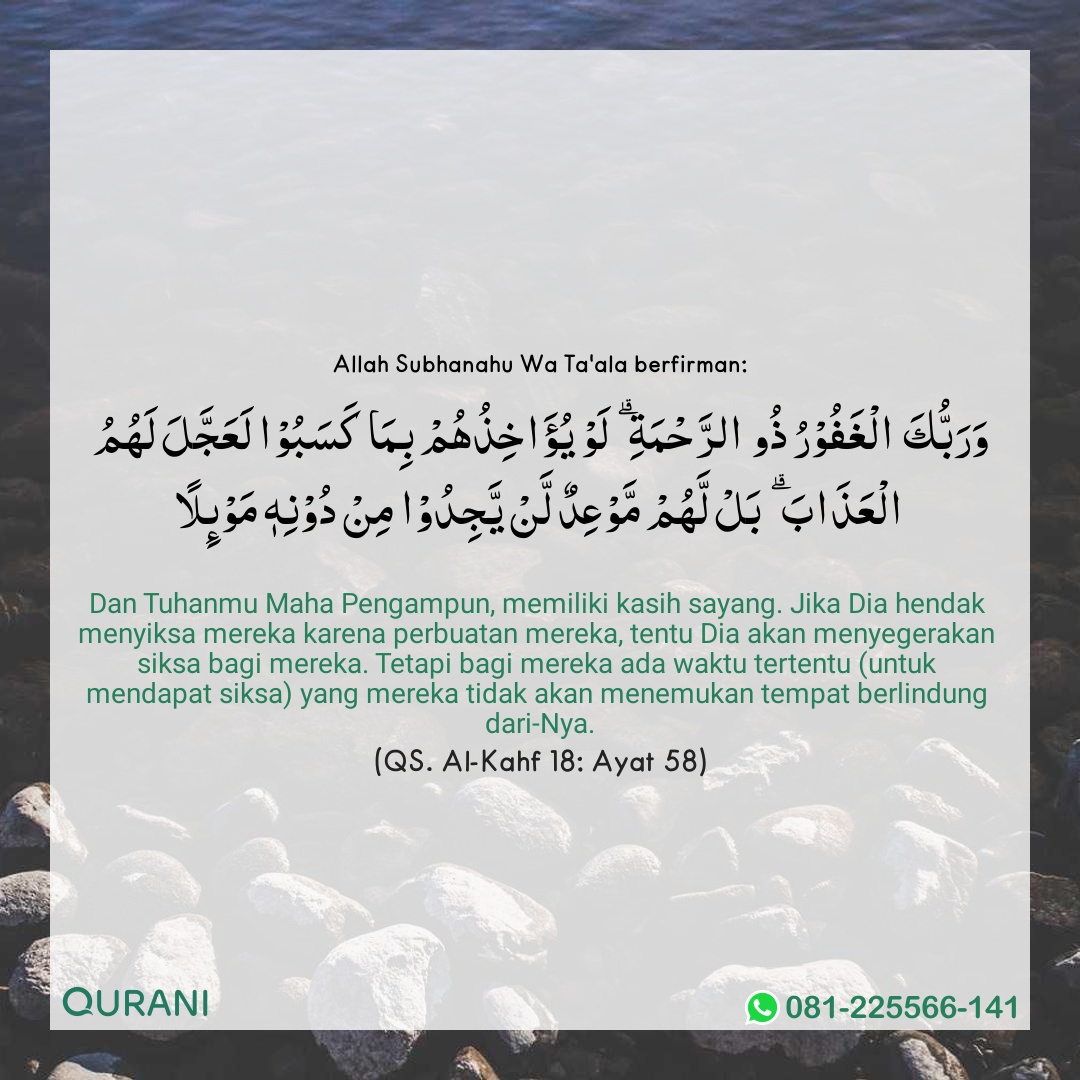 Allah Subhanahu Wa Ta'ala berfirman:
وَرَبُّكَ الْغَفُوْرُ ذُو الرَّحْمَةِ ۗ لَوْ يُؤَاخِذُهُمْ بِمَا كَسَبُوْا لَعَجَّلَ لَهُمُ
الْعَذَابَ ۗ بَلْ لَّهُمْ مَّوْعِدٌ لَّنْ يَّجِدُوْا مِنْ دُوْنِهٖ مَوْىِٕلًا
Dan Tuhanmu Maha Pengampun, memiliki kasih sayang. Jika Dia hendak
menyiksa mereka karena perbuatan mereka, tentu Dia akan menyegerakan
siksa bagi mereka. Tetapi bagi mereka ada waktu tertentu (untuk
mendapat siksa) yang mereka tidak akan menemukan tempat berlindung
dari-Nya.
(QS. Al-Kahf 18: Ayat 58)
QURANI
081-225566-141